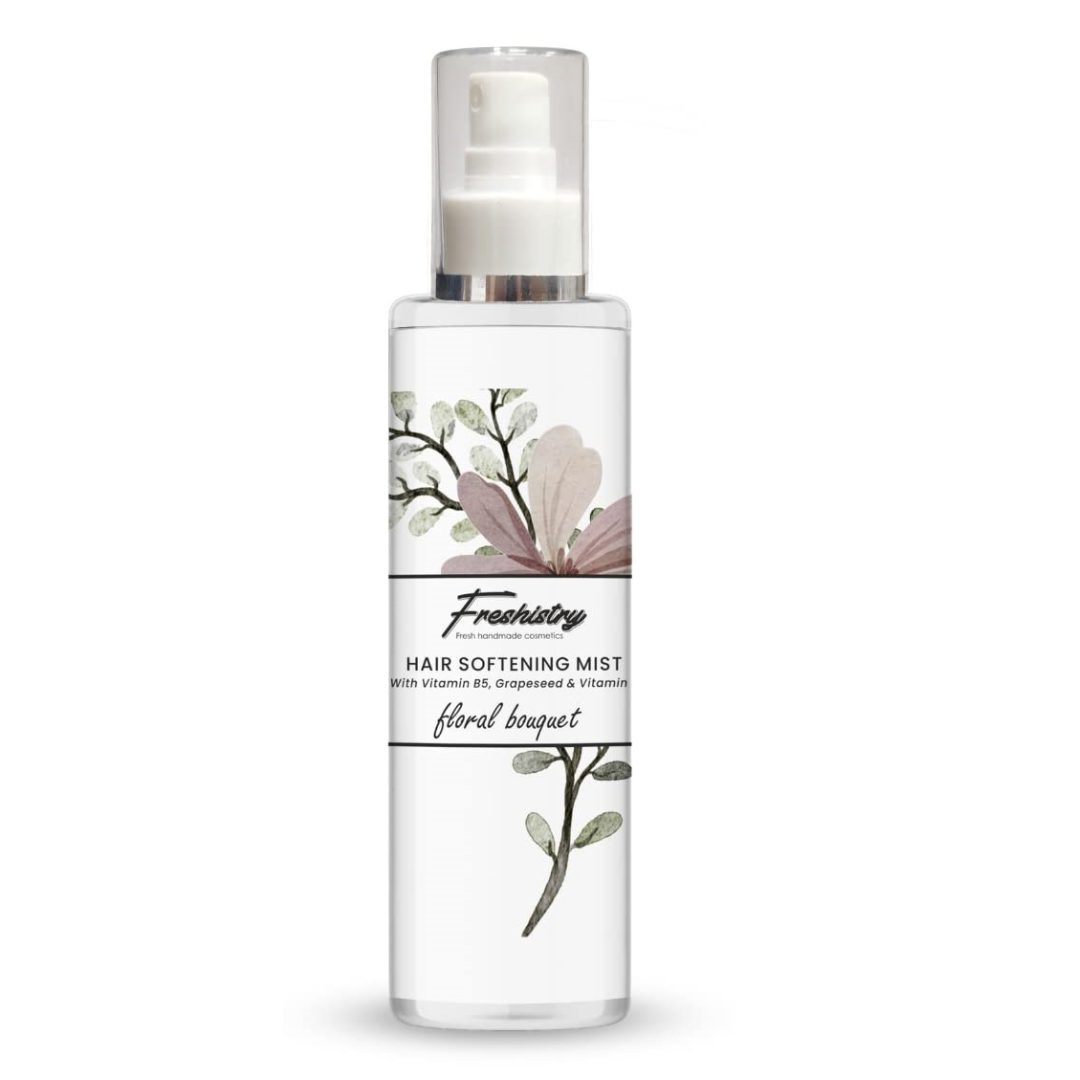 Freshistry
Fresh handmade cosmetics
HAIR SOFTENING MIST
With Vitamin B5, Grapeseed & Vitamin
floral bouquet